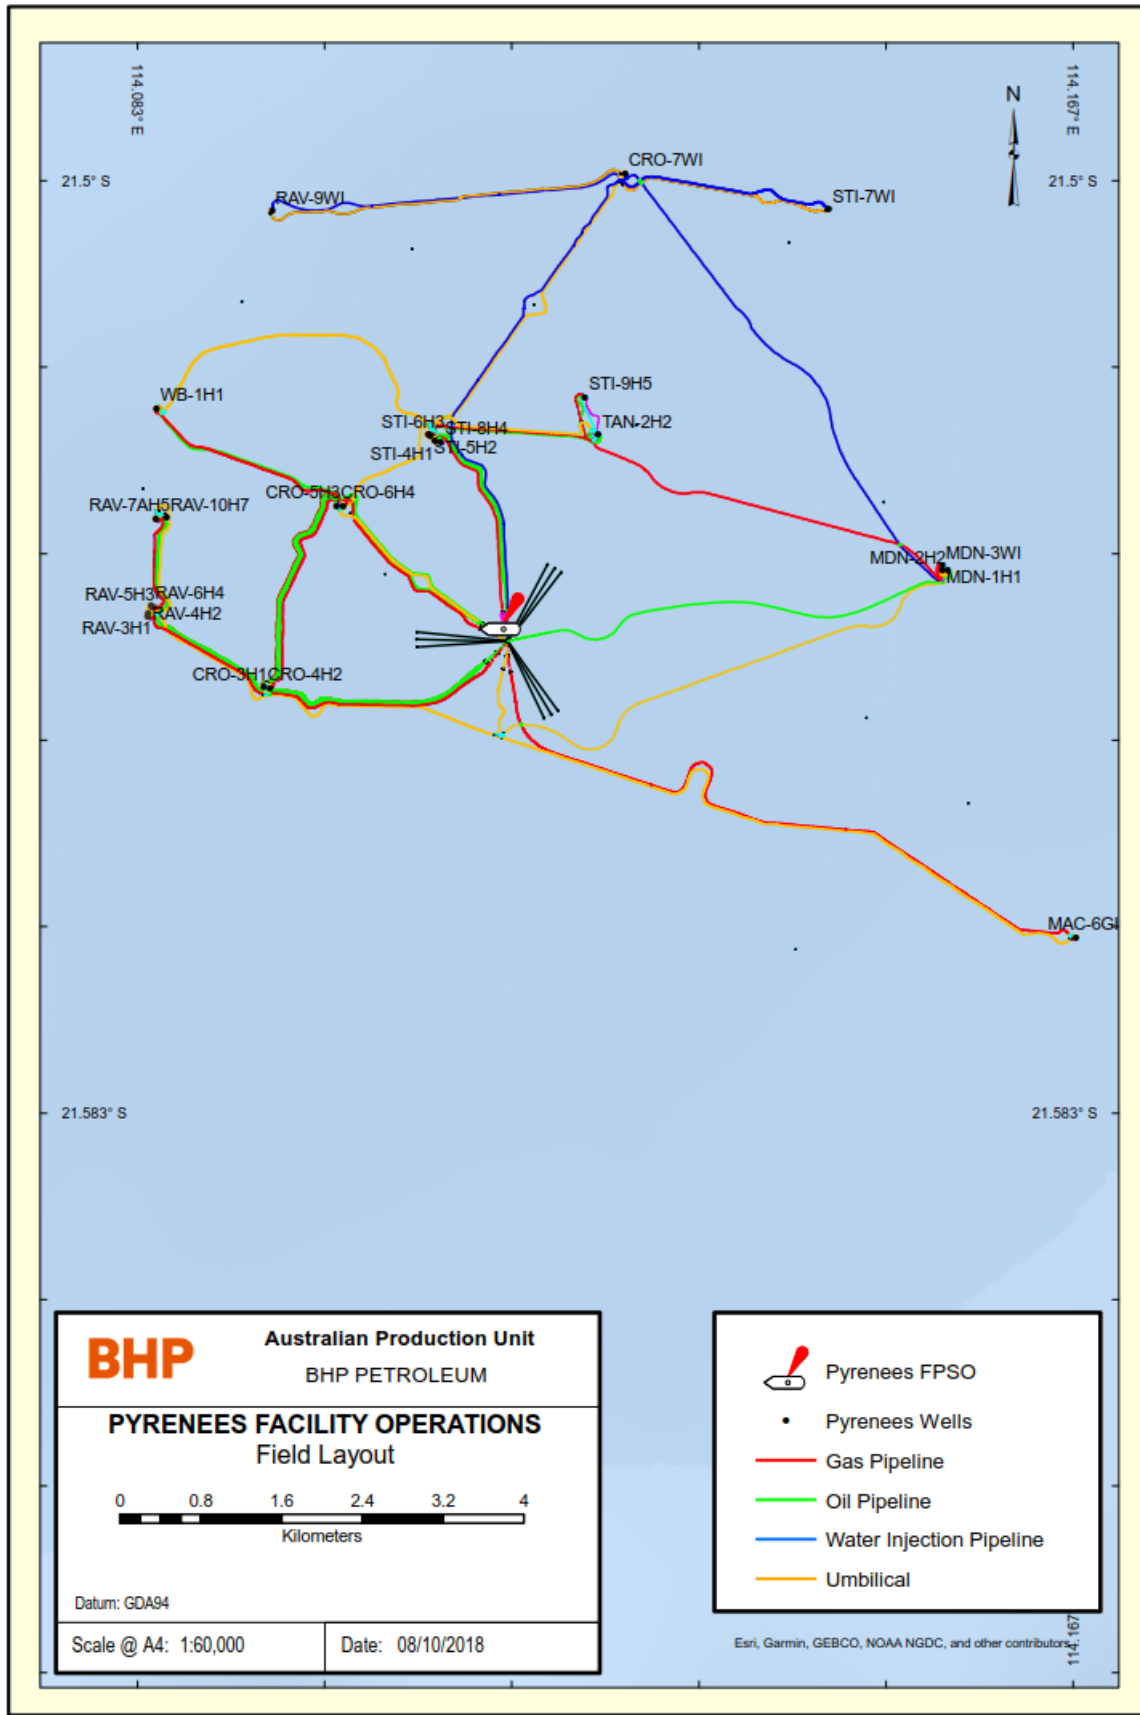 114.083° E
114.167° E
N
CRO-7WI
21.5° S
21.5° S
RAV-9WI
STI-7WI
STI-9H5
WB-1H1
STI-6H3
STI-8H4
TAN-2H2
STI-4H1
STI-5H2
CRO-5H3
CRO-6H4
RAV-7AH5
RAV-10H7
MDN-2H2
MDN-3WI
MDN-1H1
RAV-5H3
RAV-6H4
RAV-4H2
RAV-3H1
CRO-3H1
CRO-4H2
MAC-6GI
21.583° S
21.583° S
BHP
Australian Production Unit
BHP PETROLEUM
PYRENEES FACILITY OPERATIONS
Field Layout
0 0.8 1.6 2.4 3.2 4
Kilometers
Datum: GDA94
Scale @ A4: 1:60,000
Date: 08/10/2018
Pyrenees FPSO
Pyrenees Wells
Gas Pipeline
Oil Pipeline
Water Injection Pipeline
Umbilical
114.167
Esri, Garmin, GEBCO, NOAA NGDC, and other contributors